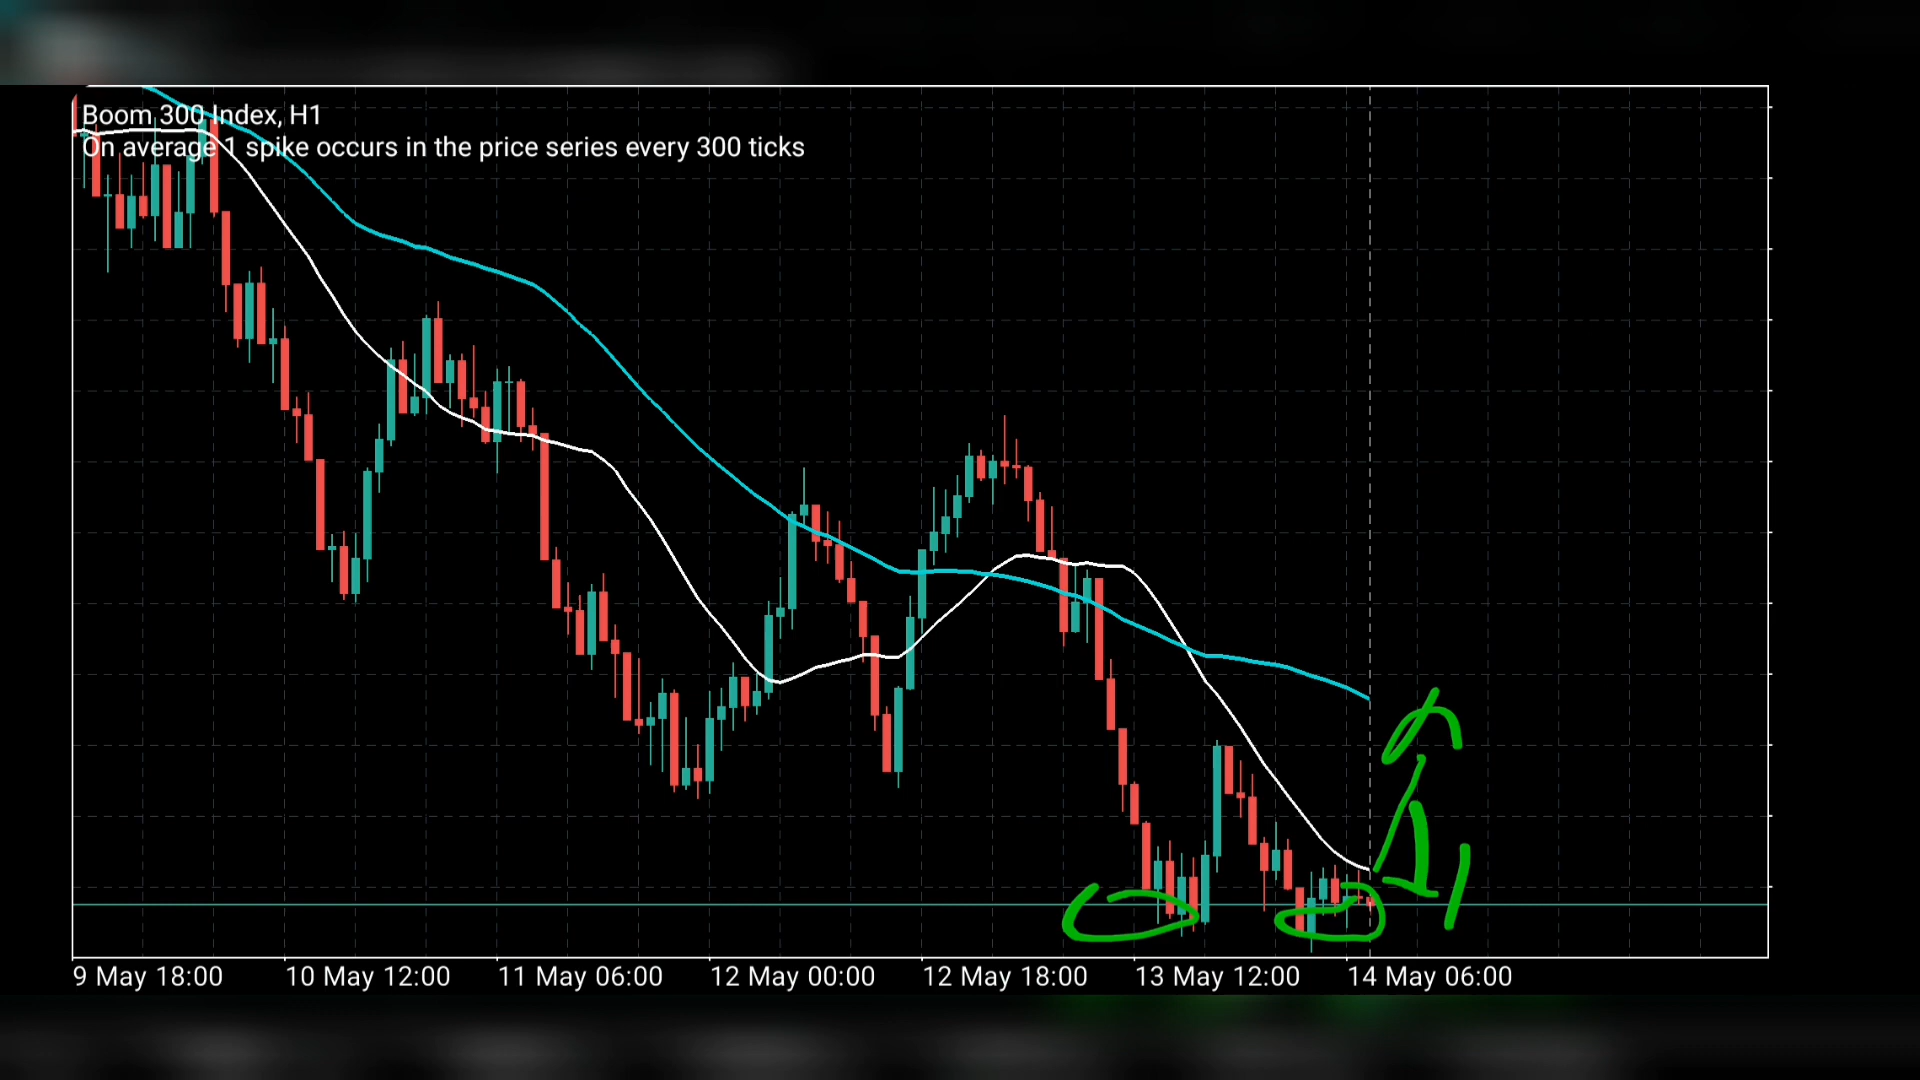 Boom 300 Index, H1
On average 1 spike occurs in the price series every 300 ticks
9 May 18:00 10 May 12:00 11 May 06:00 12 May 00:00 12 May 18:00 13 May 12:00 14 May 06:00